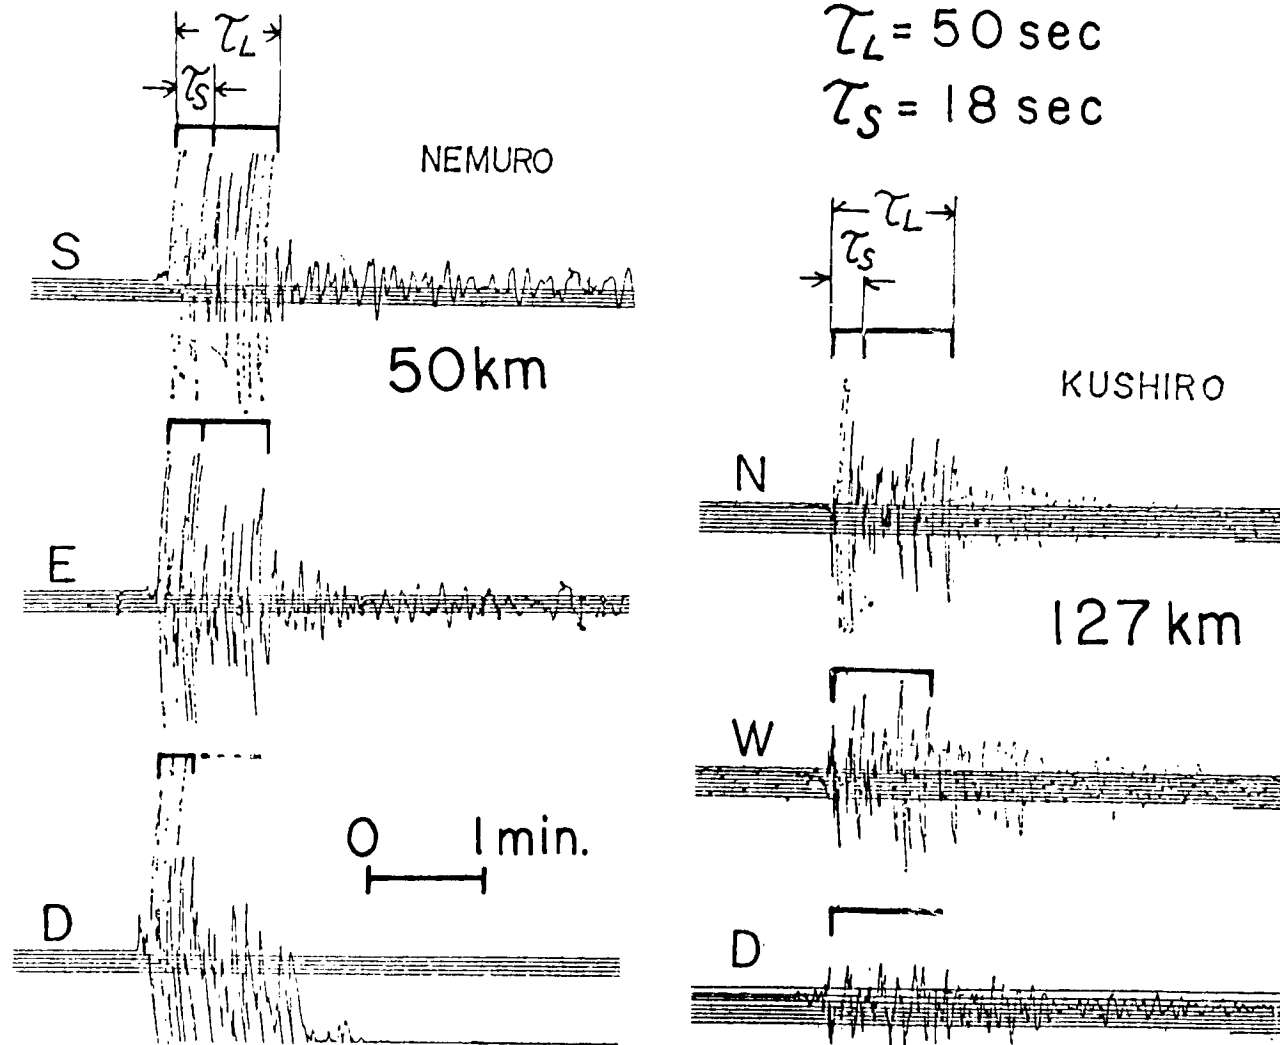 τL
τS
NEMURO
S
50km
E
0 1 min.
D
τL = 50 sec
τS = 18 sec
τL
τS
KUSHIRO
N
127 km
W
D